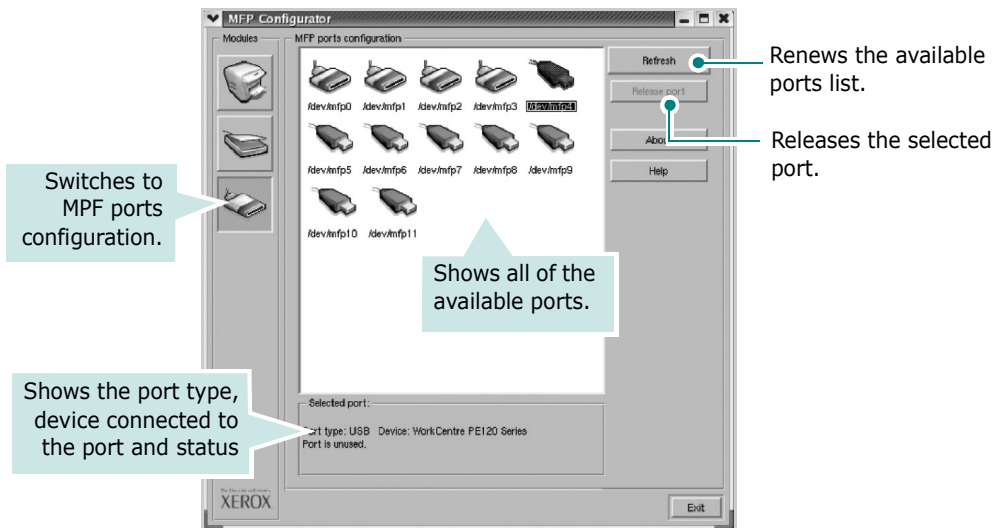 MFP Configurator
Modules
MFP ports configuration
/dev/mfp0 /dev/mfp1 /dev/mfp2 /dev/mfp3 /dev/mfp4
/dev/mfp5 /dev/mfp6 /dev/mfp7 /dev/mfp8 /dev/mfp9
/dev/mfp10 /dev/mfp11
Refresh
Release port
Help
Renews the available
ports list.
Releases the selected
port.
Switches to
MPF ports
configuration.
Shows all of the
available ports.
Shows the port type,
device connected to
the port and status
Selected port:
type: USB Device: WorkCentre PE120 Series
Port is unused.
XEROX
Exit